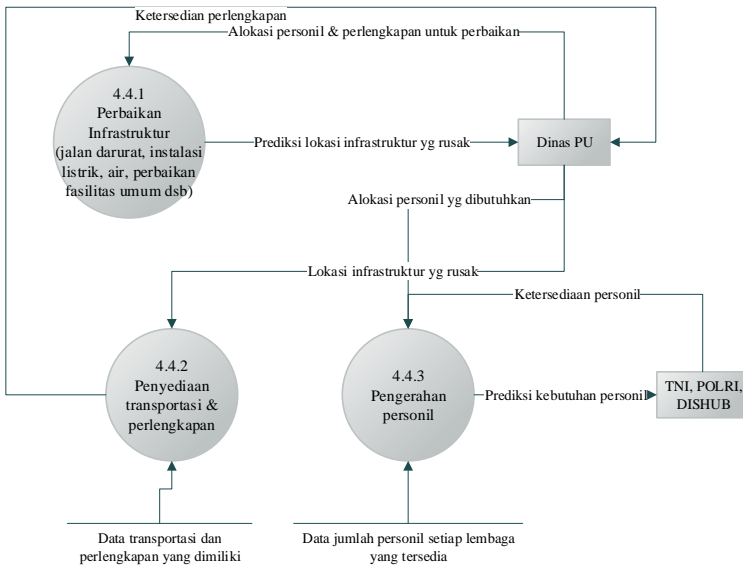 Ketersedian perlengkapan
Alokasi personil & perlengkapan untuk perbaikan
4.4.1
Perbaikan
Infrastruktur
(jalan darurat, instalasi
listrik, air, perbaikan
fasilitas umum dsb)
Prediksi lokasi infrastruktur yg rusak
Dinas PU
Alokasi personil yg dibutuhkan
Lokasi infrastruktur yg rusak
Ketersediaan personil
4.4.2
Penyediaan
transportasi &
perlengkapan
4.4.3
Pengerahan
personil
Prediksi kebutuhan personil
TNI, POLRI,
DISHUB
Data transportasi dan
perlengkapan yang dimiliki
Data jumlah personil setiap lembaga
yang tersedia